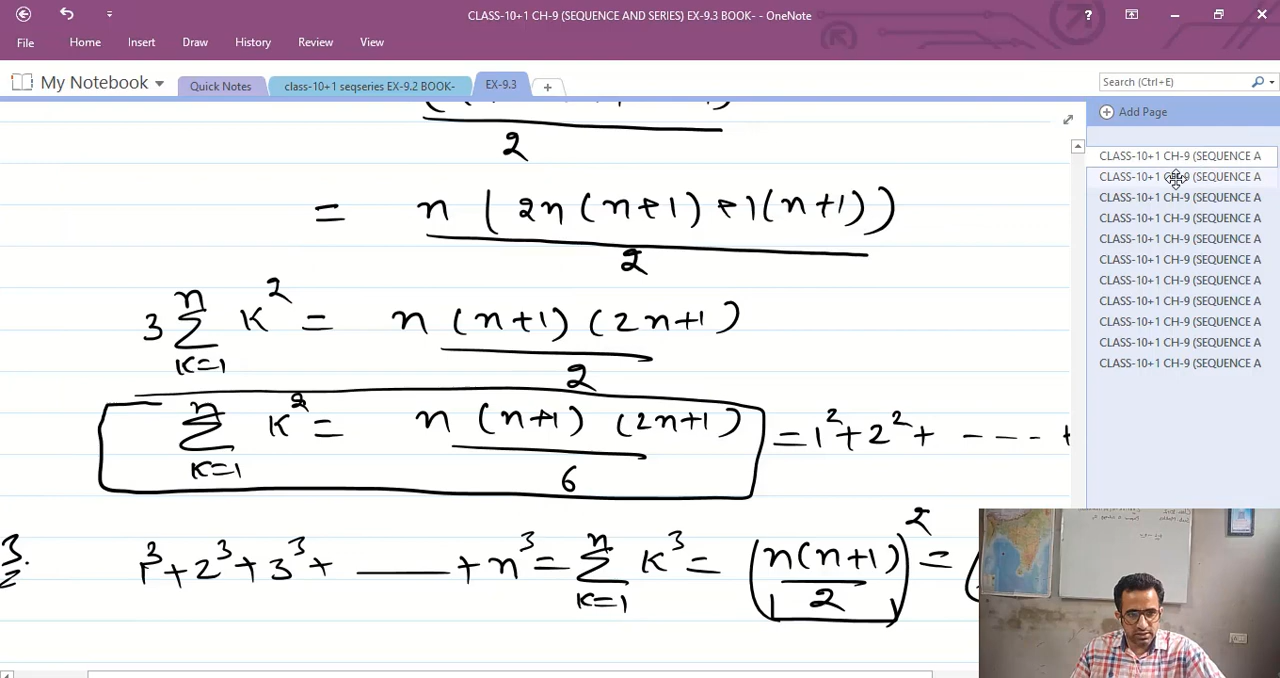 CLASS-10+1 CH-9 (SEQUENCE AND SERIES) EX-9.3 BOOK- - OneNote
File Home Insert Draw History Review View
My Notebook Quick Notes class-10+1 seqseries EX-9.2 BOOK- EX-9.3 Search (Ctrl+E)
Add Page
CLASS-10+1 CH-9 (SEQUENCE A
CLASS-10+1 CH-9 (SEQUENCE A
CLASS-10+1 CH-9 (SEQUENCE A
CLASS-10+1 CH-9 (SEQUENCE A
CLASS-10+1 CH-9 (SEQUENCE A
CLASS-10+1 CH-9 (SEQUENCE A
CLASS-10+1 CH-9 (SEQUENCE A
CLASS-10+1 CH-9 (SEQUENCE A
CLASS-10+1 CH-9 (SEQUENCE A
CLASS-10+1 CH-9 (SEQUENCE A
CLASS-10+1 CH-9 (SEQUENCE A
2
= n ( 2n (n+1) + 1(n+1))
2
n
3 Σ K² = n (n+1) (2n+1)
K=1
2
n
Σ K² = n (n+1) (2n+1) = 1² + 2² + ---- +
K=1
6
1³ + 2³ + 3³ + ___ + n³ = Σ K³ = (n(n+1))² =
n
K=1
2